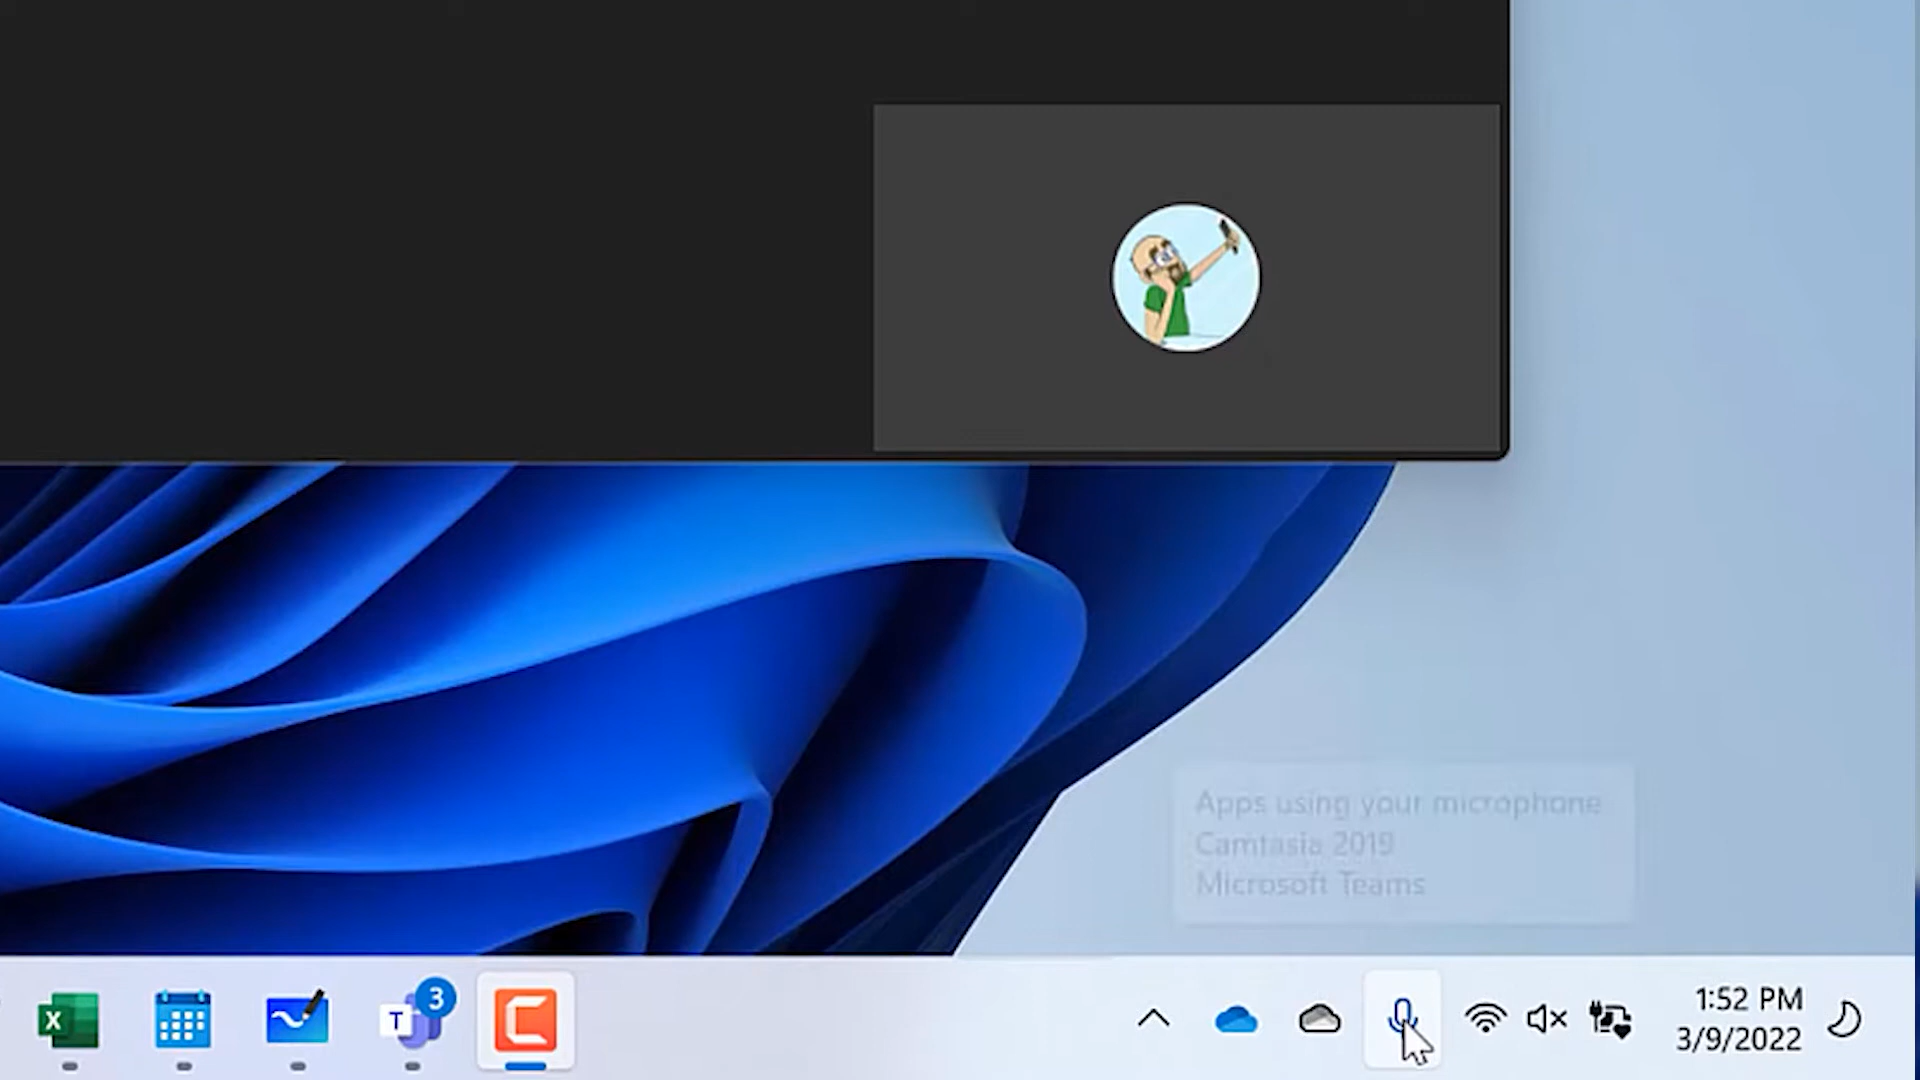 Apps using your microphone
Camtasia 2019
Microsoft Teams
X
T
3
C
1:52 PM
3/9/2022